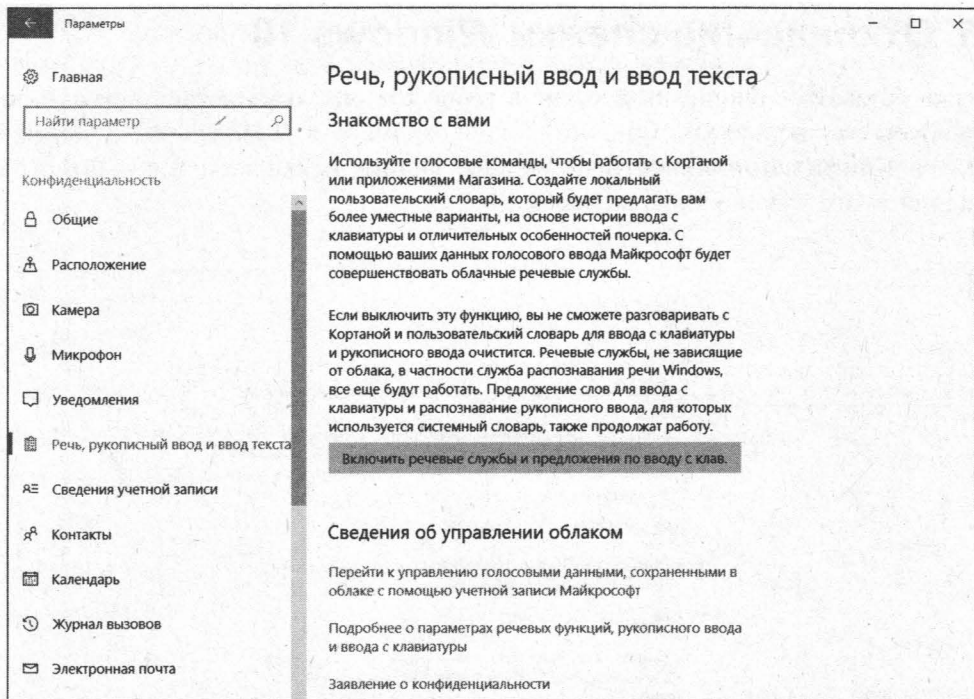 Параметры
Главная
Найти параметр
Конфиденциальность
Общие
Расположение
Камера
Микрофон
Уведомления
Речь, рукописный ввод и ввод текста
Сведения учетной записи
Контакты
Календарь
Журнал вызовов
Электронная почта
Речь, рукописный ввод и ввод текста
Знакомство с вами
Используйте голосовые команды, чтобы работать с Кортаной
или приложениями Магазина. Создайте локальный
пользовательский словарь, который будет предлагать вам
более уместные варианты, на основе истории ввода с
клавиатуры и отличительных особенностей почерка. С
помощью ваших данных голосового ввода Майкрософт будет
совершенствовать облачные речевые службы.
Если выключить эту функцию, вы не сможете разговаривать с
Кортаной и пользовательский словарь для ввода с клавиатуры
и рукописного ввода очистится. Речевые службы, не зависящие
от облака, в частности служба распознавания речи Windows,
все еще будут работать. Предложение слов для ввода с
клавиатуры и распознавание рукописного ввода, для которых
используется системный словарь, также продолжат работу.
Включить речевые службы и предложения по вводу с клав.
Сведения об управлении облаком
Перейти к управлению голосовыми данными, сохраненными в
облаке с помощью учетной записи Майкрософт
Подробнее о параметрах речевых функций, рукописного ввода
и ввода с клавиатуры
Заявление о конфиденциальности